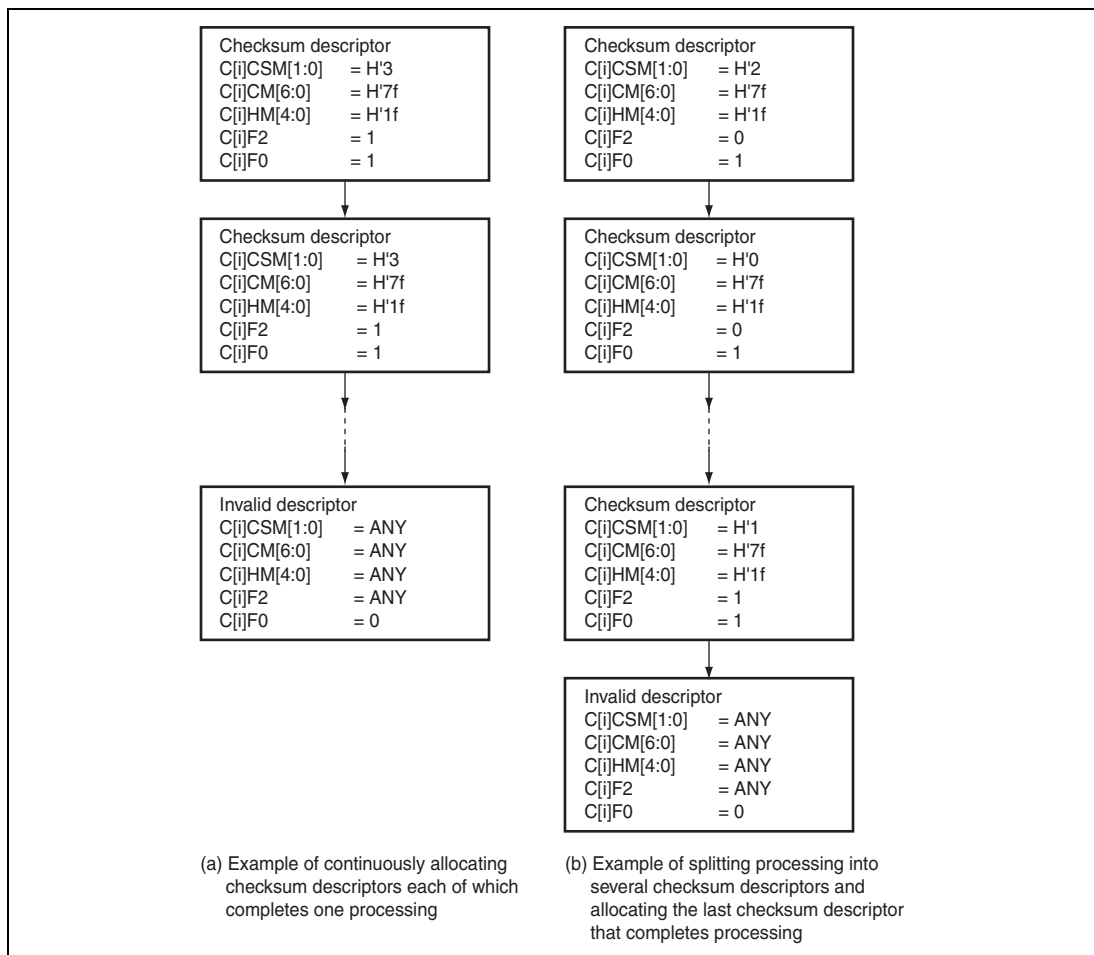 Checksum descriptor
C[i]CSM[1:0] = H'3
C[i]CM[6:0] = H'7f
C[i]HM[4:0] = H'1f
C[i]F2 = 1
C[i]F0 = 1
Checksum descriptor
C[i]CSM[1:0] = H'3
C[i]CM[6:0] = H'7f
C[i]HM[4:0] = H'1f
C[i]F2 = 1
C[i]F0 = 1
Invalid descriptor
C[i]CSM[1:0] = ANY
C[i]CM[6:0] = ANY
C[i]HM[4:0] = ANY
C[i]F2 = ANY
C[i]F0 = 0
(a) Example of continuously allocating
checksum descriptors each of which
completes one processing
Checksum descriptor
C[i]CSM[1:0] = H'2
C[i]CM[6:0] = H'7f
C[i]HM[4:0] = H'1f
C[i]F2 = 0
C[i]F0 = 1
Checksum descriptor
C[i]CSM[1:0] = H'0
C[i]CM[6:0] = H'7f
C[i]HM[4:0] = H'1f
C[i]F2 = 0
C[i]F0 = 1
Checksum descriptor
C[i]CSM[1:0] = H'1
C[i]CM[6:0] = H'7f
C[i]HM[4:0] = H'1f
C[i]F2 = 1
C[i]F0 = 1
Invalid descriptor
C[i]CSM[1:0] = ANY
C[i]CM[6:0] = ANY
C[i]HM[4:0] = ANY
C[i]F2 = ANY
C[i]F0 = 0
(b) Example of splitting processing into
several checksum descriptors and
allocating the last checksum descriptor
that completes processing